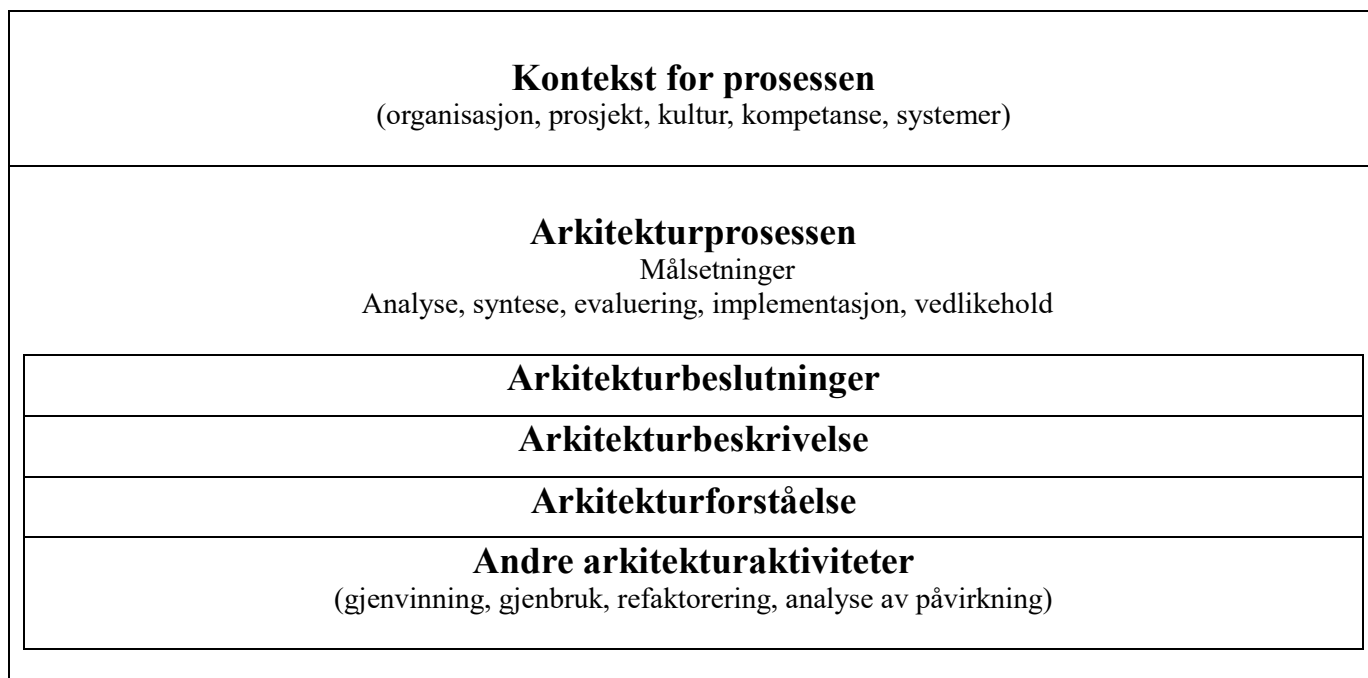 Kontekst for prosessen
(organisasjon, prosjekt, kultur, kompetanse, systemer)
Arkitekturprosessen
Målsetninger
Analyse, syntese, evaluering, implementasjon, vedlikehold
Arkitekturbeslutninger
Arkitekturbeskrivelse
Arkitekturforståelse
Andre arkitekturaktiviteter
(gjenvinning, gjenbruk, refaktorering, analyse av påvirkning)